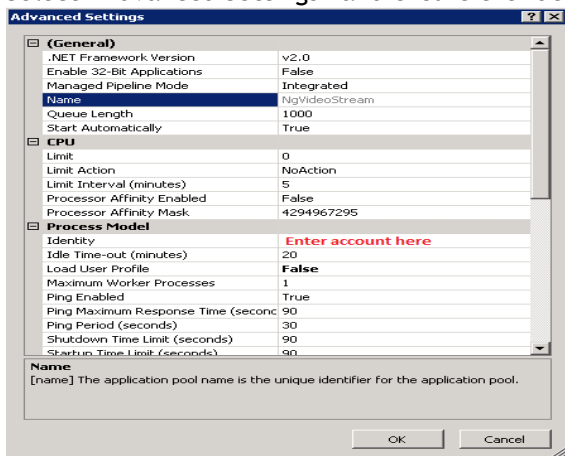 Advanced Settings
(General)
.NET Framework Version v2.0
Enable 32-Bit Applications False
Managed Pipeline Mode Integrated
Name NgVideoStream
Queue Length 1000
Start Automatically True
CPU
Limit 0
Limit Action NoAction
Limit Interval (minutes) 5
Processor Affinity Enabled False
Processor Affinity Mask 4294967295
Process Model
Identity Enter account here
Idle Time-out (minutes) 20
Load User Profile False
Maximum Worker Processes 1
Ping Enabled True
Ping Maximum Response Time (seconc 90
Ping Period (seconds) 30
Shutdown Time Limit (seconds) 90
Startup Time Limit (seconds) 90
Name
[name] The application pool name is the unique identifier for the application pool.
OK Cancel